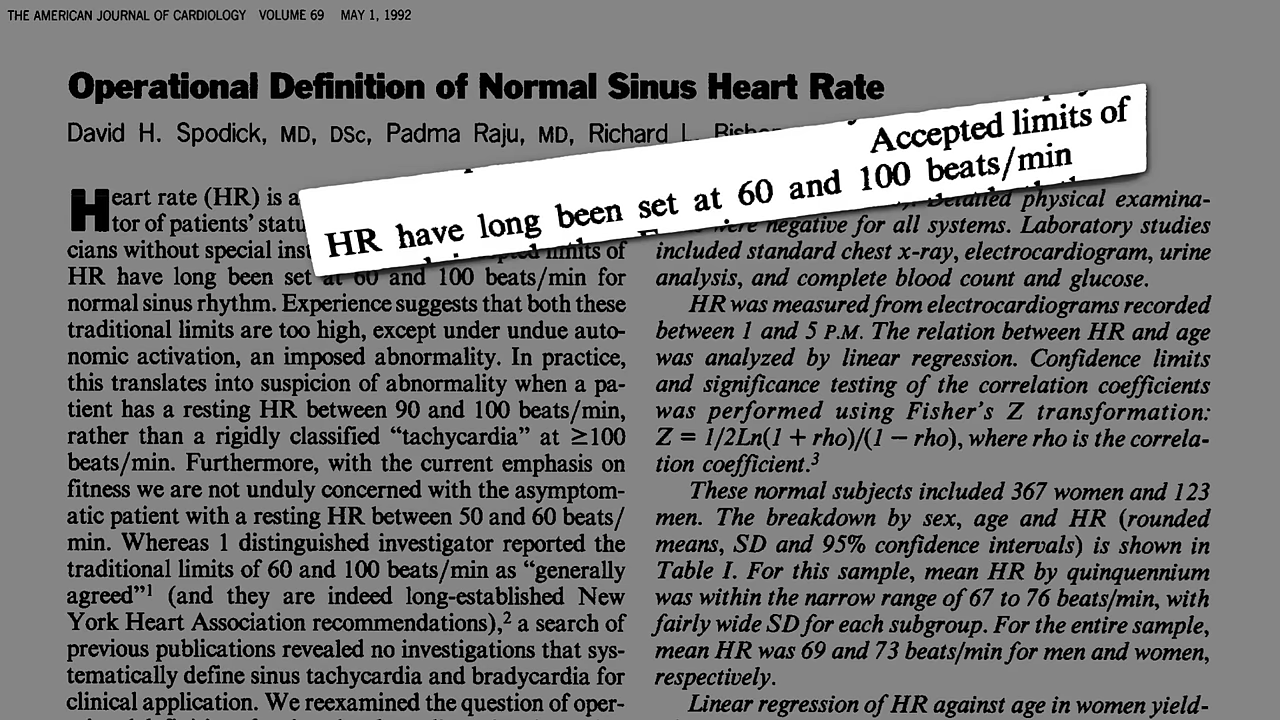 THE AMERICAN JOURNAL OF CARDIOLOGY VOLUME 69 MAY 1, 1992
Operational Definition of Normal Sinus Heart Rate
David H. Spodick, MD, DSc, Padma Raju, MD, Richard L.
Accepted limits of
HR have long been set at 60 and 100 beats/min
Heart rate (HR) is a
tor of patients' statu
cians without special ins
limits of
HR have long been set at 60 and 100 beats/min for
normal sinus rhythm. Experience suggests that both these
traditional limits are too high, except under undue auto-
nomic activation, an imposed abnormality. In practice,
this translates into suspicion of abnormality when a pa-
tient has a resting HR between 90 and 100 beats/min,
rather than a rigidly classified “tachycardia” at ≥100
beats/min. Furthermore, with the current emphasis on
fitness we are not unduly concerned with the asymptom-
atic patient with a resting HR between 50 and 60 beats/
min. Whereas 1 distinguished investigator reported the
traditional limits of 60 and 100 beats/min as “generally
agreed”¹ (and they are indeed long-established New
York Heart Association recommendations),² a search of
previous publications revealed no investigations that sys-
tematically define sinus tachycardia and bradycardia for
clinical application. We reexamined the question of oper-
Detailed physical examina-
were negative for all systems. Laboratory studies
included standard chest x-ray, electrocardiogram, urine
analysis, and complete blood count and glucose.
HR was measured from electrocardiograms recorded
between 1 and 5 P.M. The relation between HR and age
was analyzed by linear regression. Confidence limits
and significance testing of the correlation coefficients
was performed using Fisher's Z transformation:
Z = 1/2Ln(1 + rho)/(1 − rho), where rho is the correla-
tion coefficient.³
These normal subjects included 367 women and 123
men. The breakdown by sex, age and HR (rounded
means, SD and 95% confidence intervals) is shown in
Table I. For this sample, mean HR by quinquennium
was within the narrow range of 67 to 76 beats/min, with
fairly wide SD for each subgroup. For the entire sample,
mean HR was 69 and 73 beats/min for men and women,
respectively.
Linear regression of HR against age in women yield-